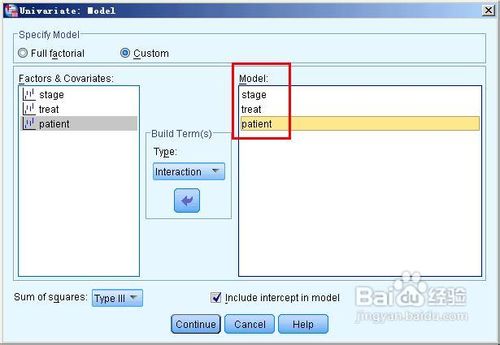 Univariate: Model
Specify Model
Full factorial
Custom
Factors & Covariates:
stage
treat
patient
Build Term(s)
Type:
Interaction
Model:
stage
treat
patient
Sum of squares: Type III
Include intercept in model
Continue Cancel Help
Baidu 经验
jingyan.baidu.com